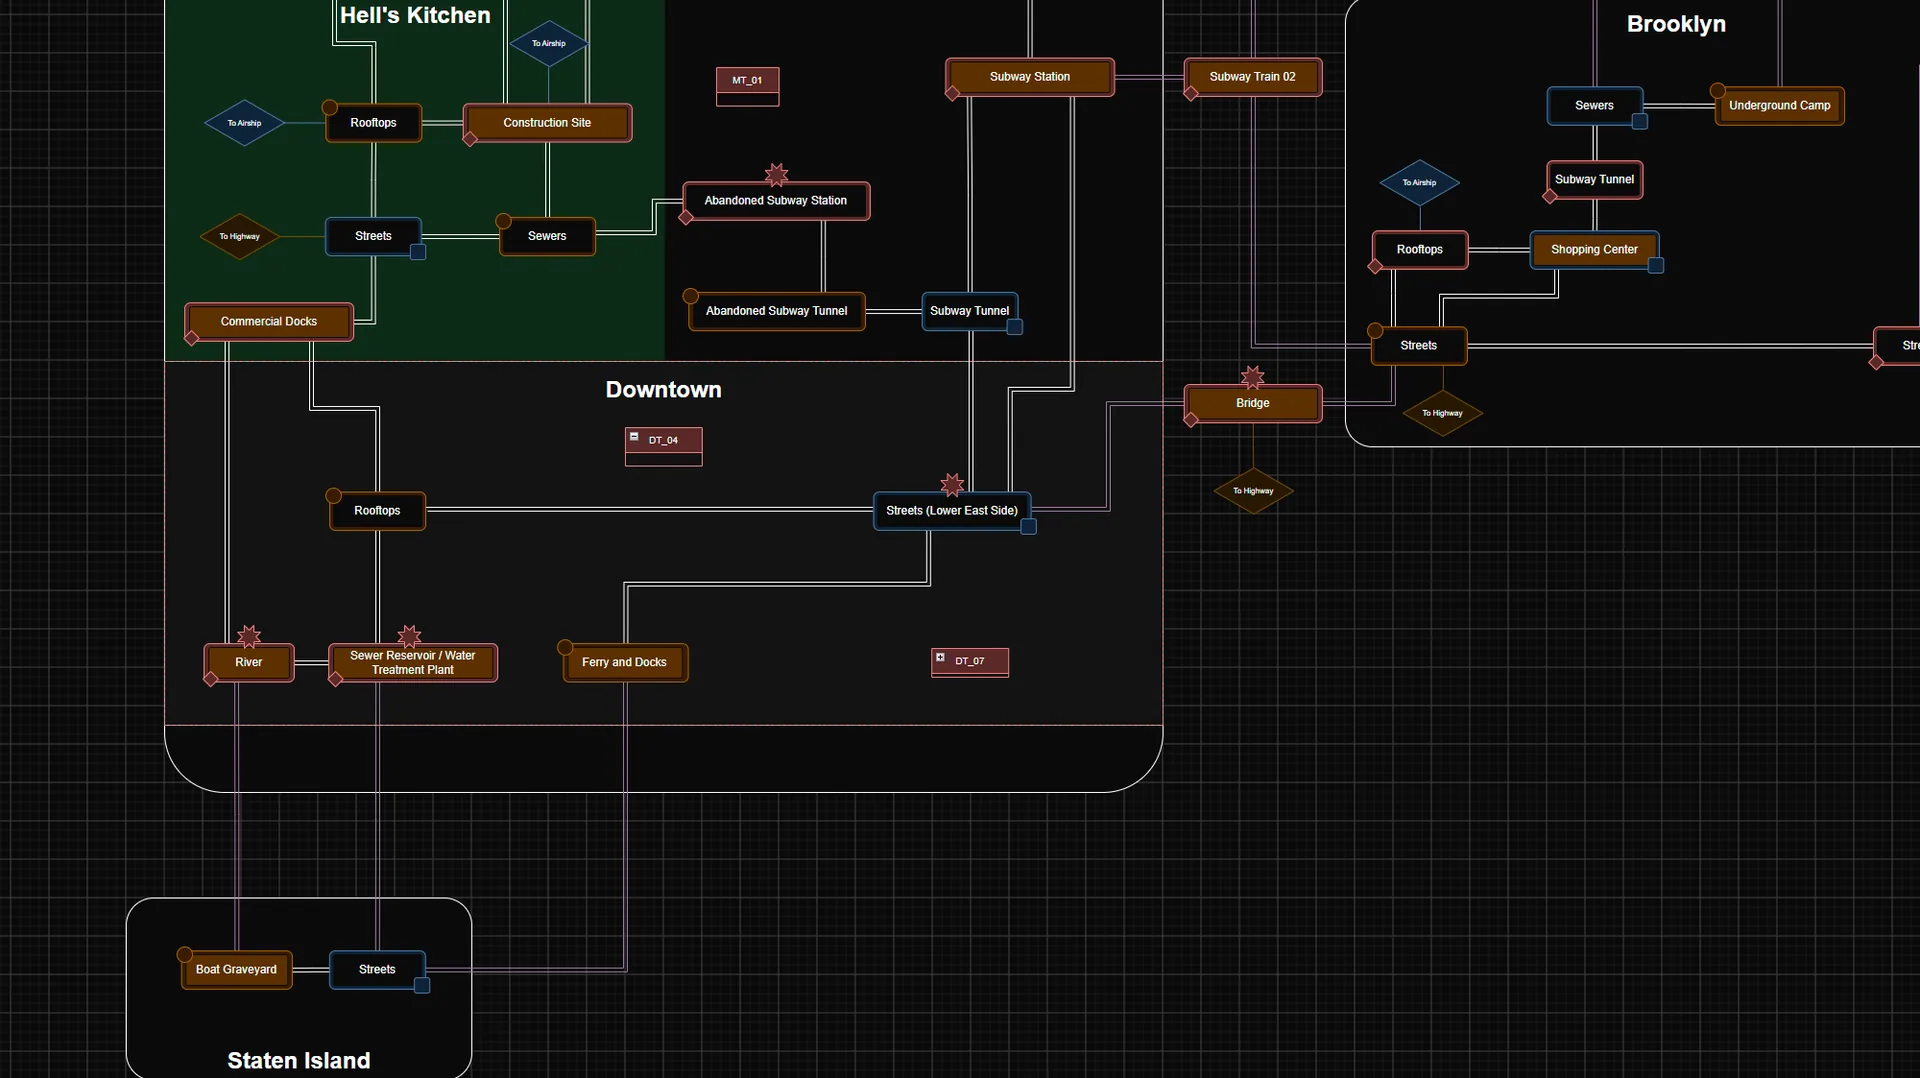 Hell's Kitchen
Brooklyn
To Airship
MT_01
Subway Station
Subway Train 02
Sewers
Underground Camp
To Airship
Rooftops
Construction Site
Subway Tunnel
To Airship
Abandoned Subway Station
To Highway
Streets
Sewers
Rooftops
Shopping Center
Commercial Docks
Abandoned Subway Tunnel
Subway Tunnel
Streets
Stre
Downtown
Bridge
To Highway
DT_04
To Highway
Rooftops
Streets (Lower East Side)
River
Sewer Reservoir / Water
Treatment Plant
Ferry and Docks
DT_07
Boat Graveyard
Streets
Staten Island